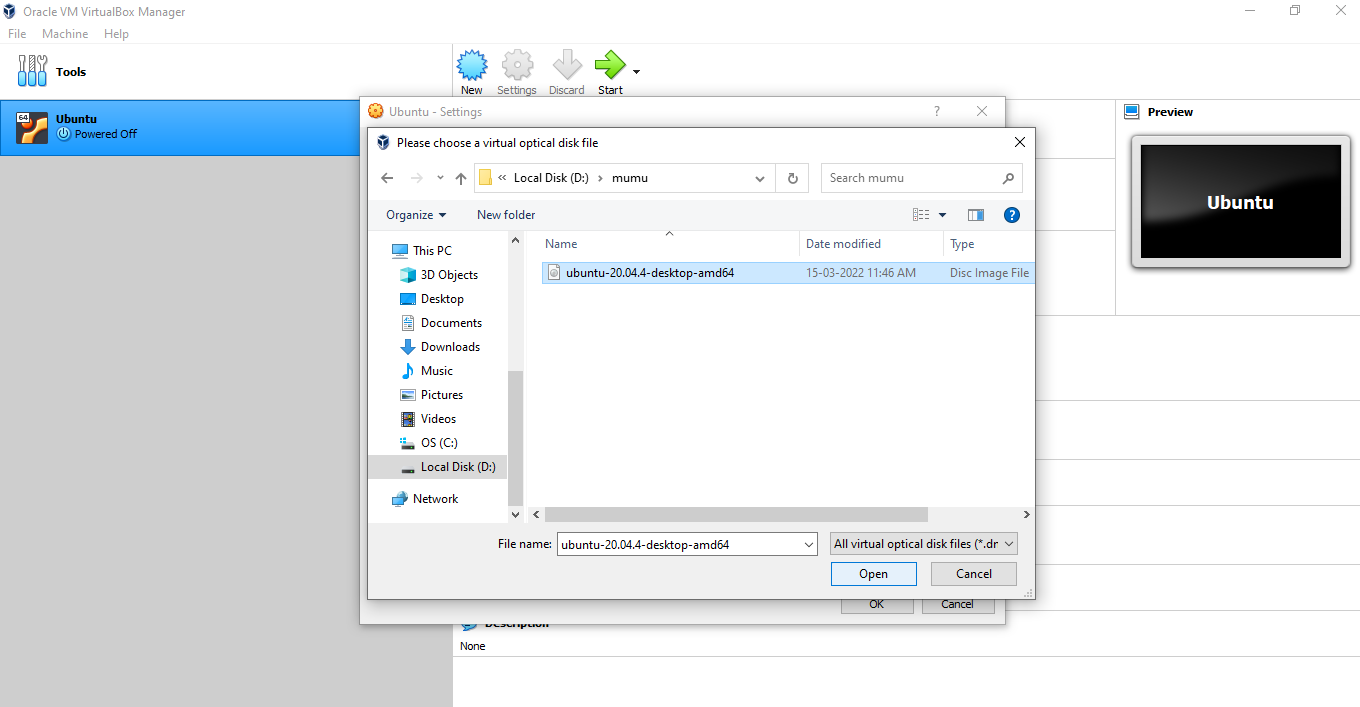 Oracle VM VirtualBox Manager
File Machine Help
Tools
New Settings Discard Start
64
Ubuntu
Powered Off
Ubuntu - Settings
?
Preview
Ubuntu
Please choose a virtual optical disk file
« Local Disk (D:) › mumu
Search mumu
Organize New folder
?
This PC
3D Objects
Desktop
Documents
Downloads
Music
Pictures
Videos
OS (C:)
Local Disk (D:)
Network
Name Date modified Type
ubuntu-20.04.4-desktop-amd64 15-03-2022 11:46 AM Disc Image File
File name: ubuntu-20.04.4-desktop-amd64 All virtual optical disk files (*.dr
Open Cancel
OK Cancel
Description
None